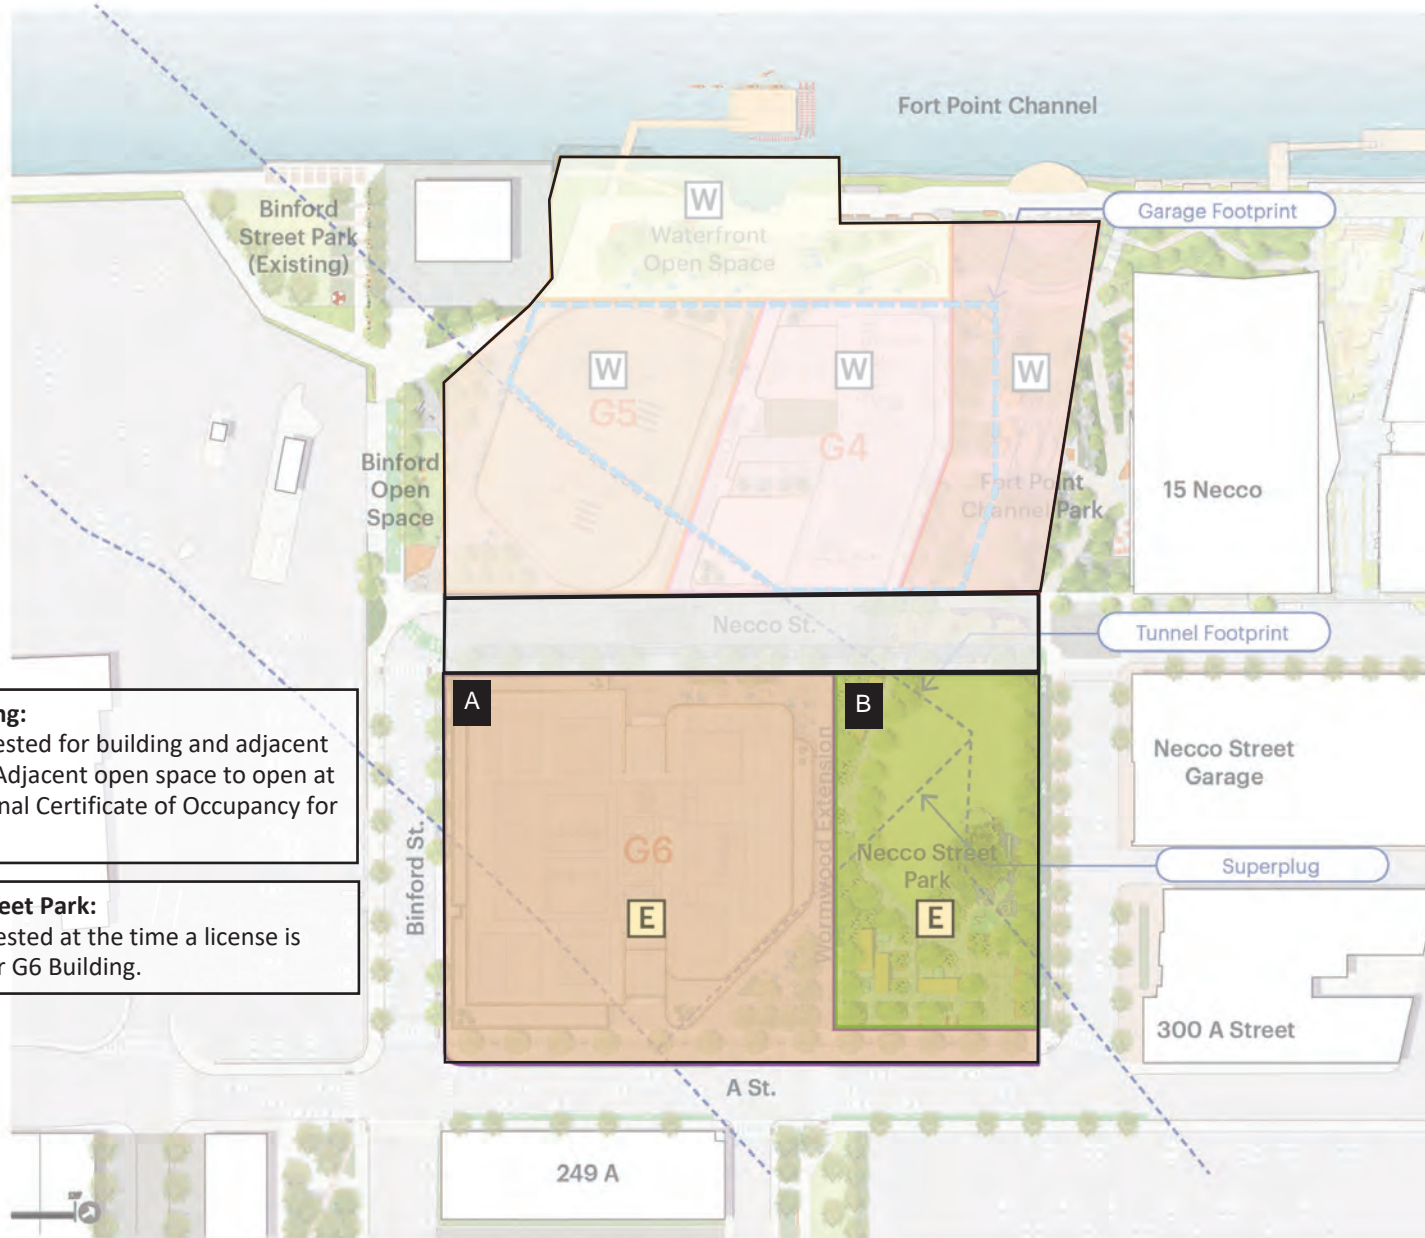 Fort Point Channel
Binford
Street Park
(Existing)
W
Waterfront
Open Space
Garage Footprint
W
G5
W
G4
W
Fort Point
Channel Park
Binford
Open
Space
15 Necco
Necco St.
Tunnel Footprint
A
B
ng:
ested for building and adjacent
Adjacent open space to open at
nal Certificate of Occupancy for
reet Park:
ested at the time a license is
r G6 Building.
Binford St.
G6
E
Wormwood Extension
Necco Street
Park
E
Necco Street
Garage
Superplug
300 A Street
A St.
249 A